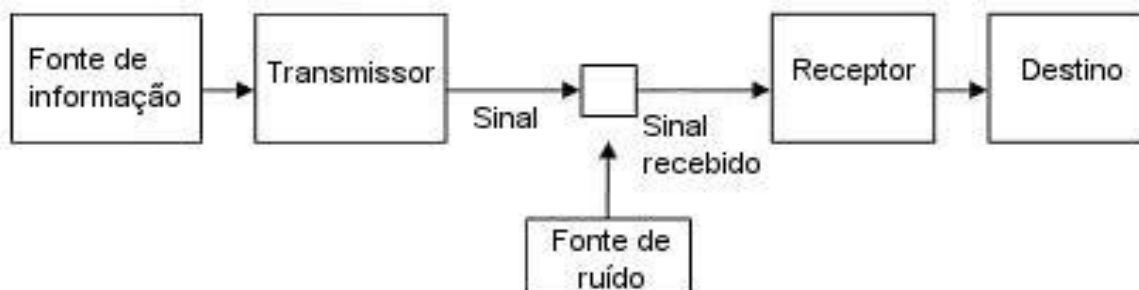 Fonte de
informação
Transmissor
Sinal
Sinal
recebido
Receptor
Destino
Fonte de
ruído